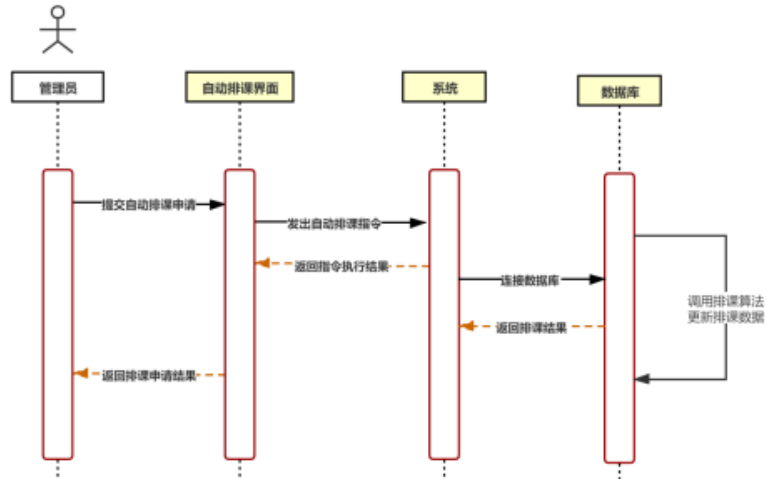 管理员
自动排课界面
系统
数据库
提交自动排课申请
发出自动排课指令
返回指令执行结果
连接数据库
调用排课算法
更新排课数据
返回排课结果
返回排课申请结果